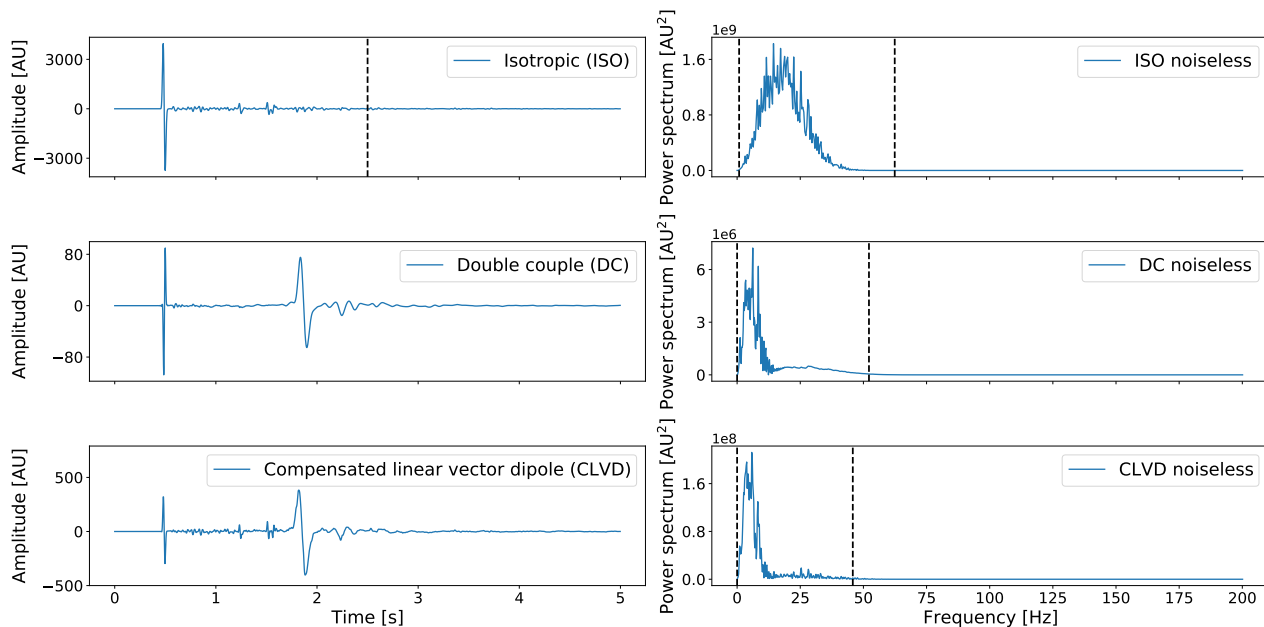 Amplitude [AU]
3000
0
−3000
Isotropic (ISO)
Power spectrum [AU²]
1e9
1.6
0.8
0.0
ISO noiseless
Amplitude [AU]
80
0
−80
Double couple (DC)
Power spectrum [AU²]
1e6
6
3
0
DC noiseless
Amplitude [AU]
500
0
−500
Compensated linear vector dipole (CLVD)
0 1 2 3 4 5
Time [s]
Power spectrum [AU²]
1e8
1.6
0.8
0.0
CLVD noiseless
0 25 50 75 100 125 150 175 200
Frequency [Hz]